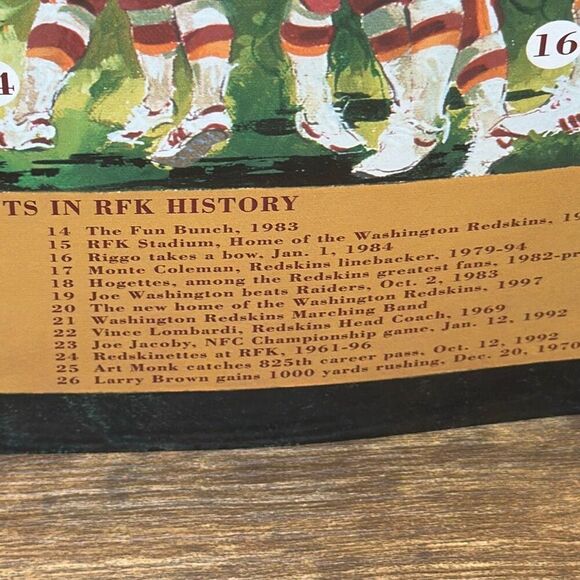 4
16
TS IN RFK HISTORY
14 The Fun Bunch, 1983
15 RFK Stadium, Home of the Washington Redskins, 19
16 Riggo takes a bow, Jan. 1, 1984
17 Monte Coleman, Redskins linebacker, 1979-94
18 Hogettes, among the Redskins greatest fans, 1982-pr
19 Joe Washington beats Raiders, Oct. 2, 1983
20 The new home of the Washington Redskins, 1997
21 Washington Redskins Marching Band
22 Vince Lombardi, Redskins Head Coach, 1969
23 Joe Jacoby, NFC Championship game, Jan. 12, 1992
24 Redskinettes at RFK, 1961-96
25 Art Monk catches 825th career pass, Oct. 12, 1992
26 Larry Brown gains 1000 yards rushing, Dec. 20, 1970